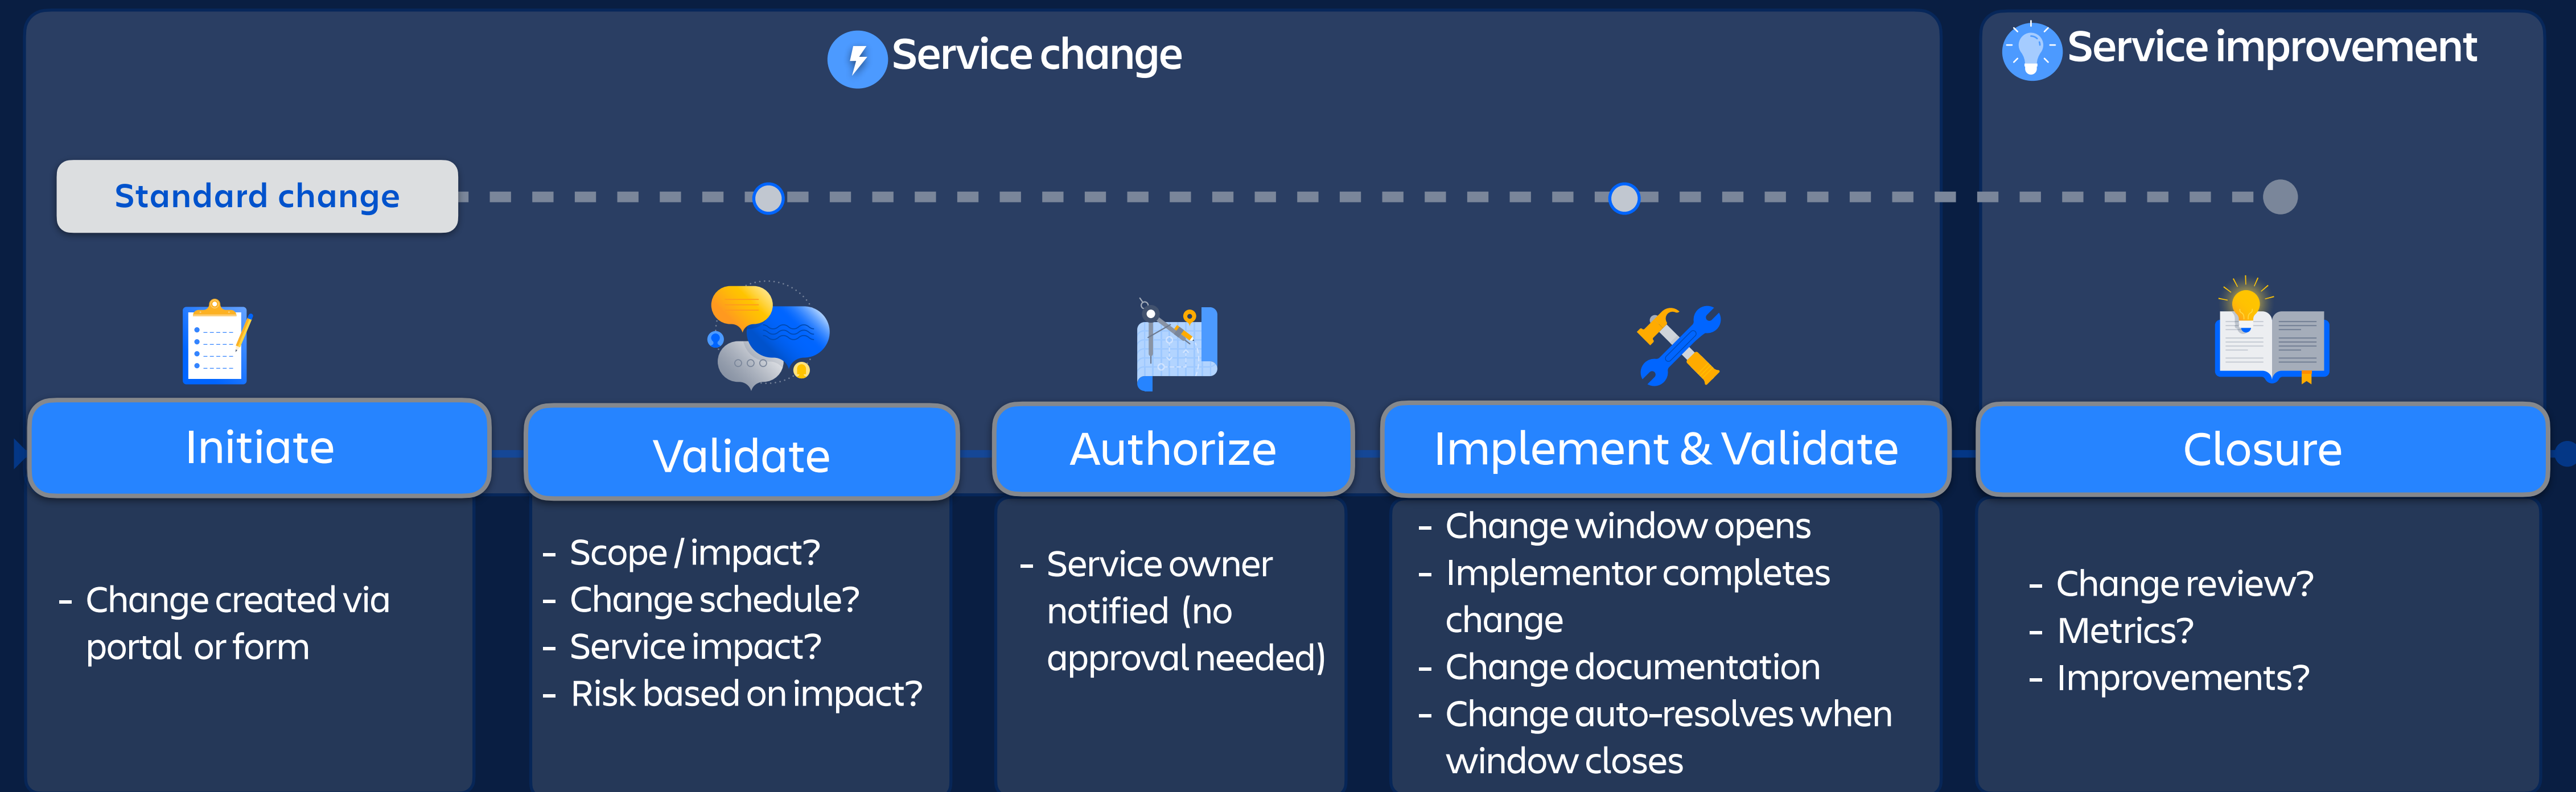 Service change
Service improvement
Standard change
Initiate
Validate
Authorize
Implement & Validate
Closure
- Change created via
portal or form
- Scope / impact?
- Change schedule?
- Service impact?
- Risk based on impact?
- Service owner
notified (no
approval needed)
- Change window opens
- Implementor completes
change
- Change documentation
- Change auto-resolves when
window closes
- Change review?
- Metrics?
- Improvements?